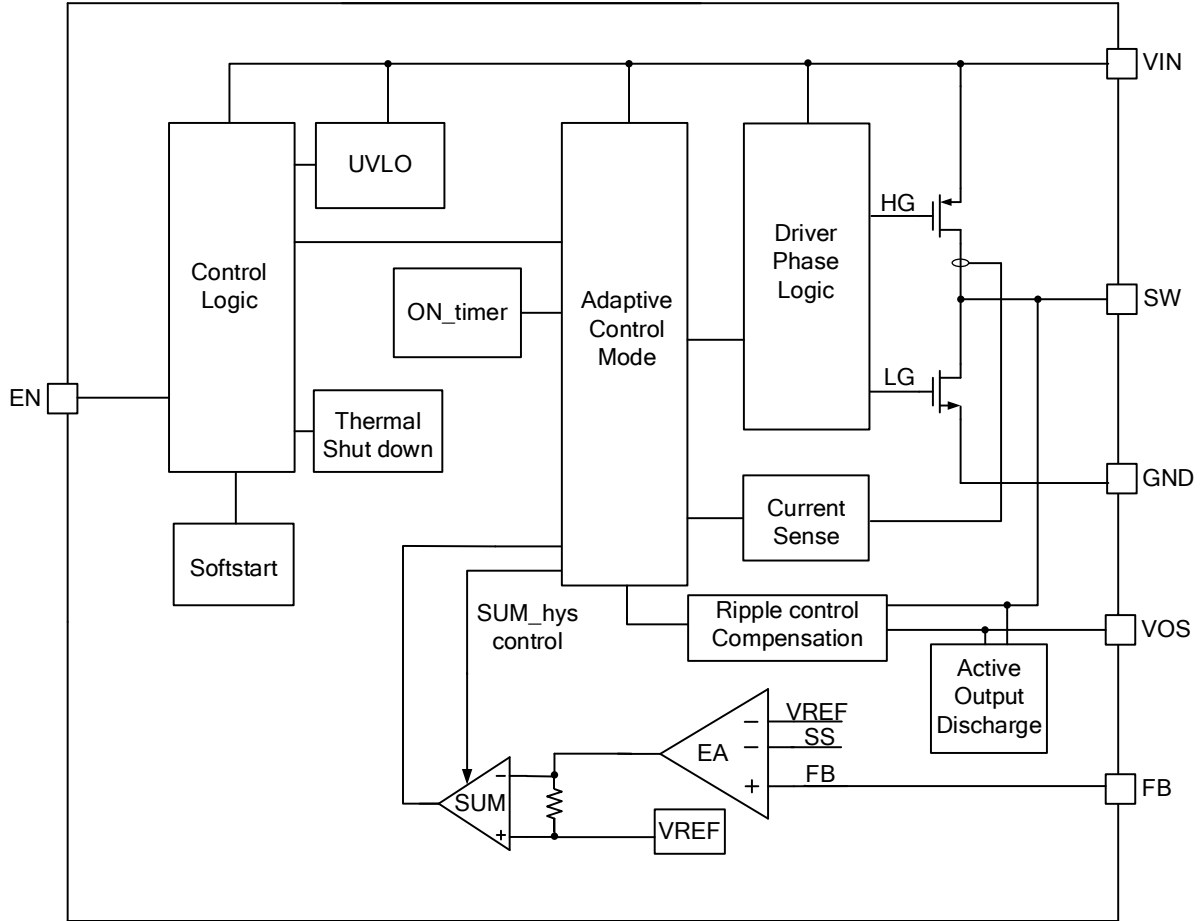 VIN
UVLO
Control
Logic
HG
Driver
Phase
Logic
ON_timer
Adaptive
Control
Mode
SW
EN
LG
Thermal
Shut down
GND
Current
Sense
Softstart
SUM_hys
control
Ripple control
Compensation
VOS
Active
Output
Discharge
VREF
SS
EA
FB
FB
SUM
VREF